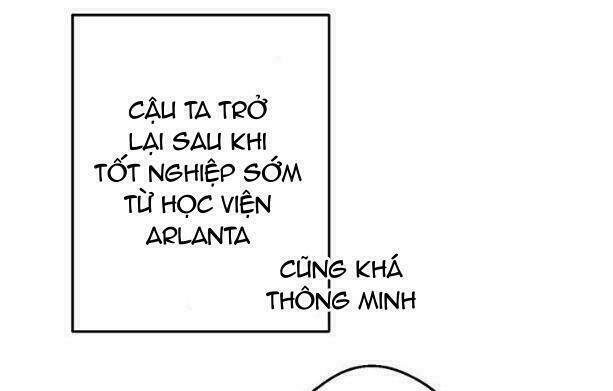 CẬU TA TRỞ
LẠI SAU KHI
TỐT NGHIỆP SỚM
TỪ HỌC VIỆN
ARLANTA
CŨNG KHÁ
THÔNG MINH